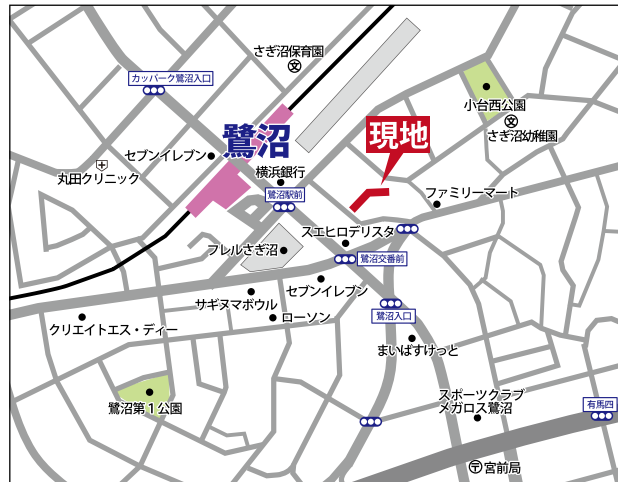 さぎ沼保育園
文
カッパーク鷺沼入口
小台西公園
文
さぎ沼幼稚園
現地
鷺沼
セブンイレブン
丸田クリニック
横浜銀行
鷺沼駅前
ファミリーマート
スエヒロデリスタ
フレルさぎ沼
鷺沼交番前
セブンイレブン
サギヌマボウル
ローソン
鷺沼入口
クリエイトエス・ディー
まいばすけっと
鷺沼第1公園
スポーツクラブ
メガロス鷺沼
有馬四
〒宮前局